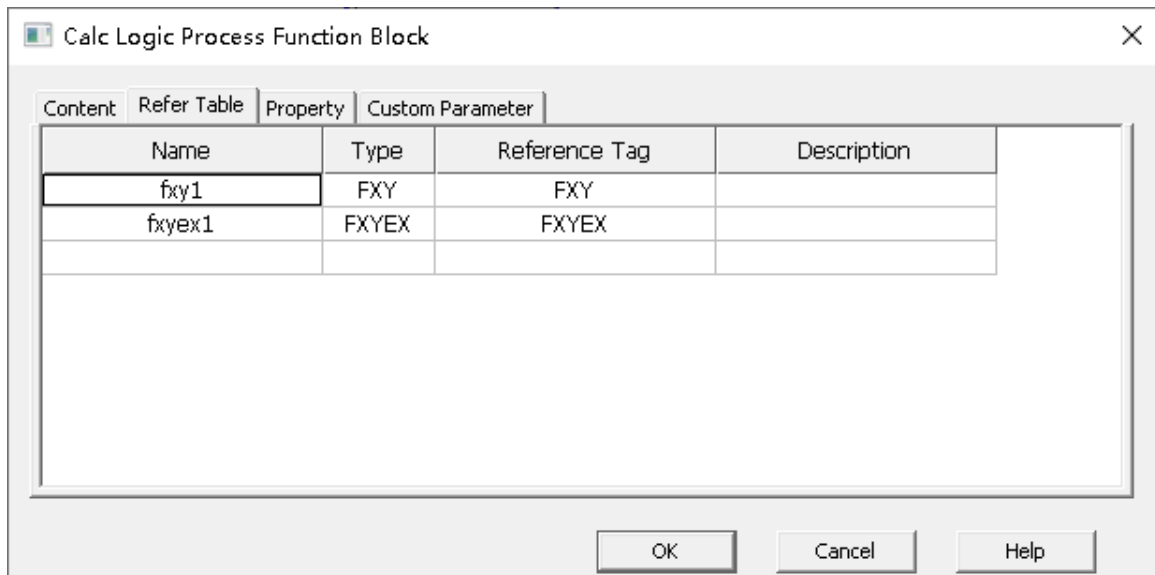 Calc Logic Process Function Block
Content Refer Table Property Custom Parameter
Name Type Reference Tag Description
fxy1 FXY FXY
fxyex1 FXYEX FXYEX
OK Cancel Help